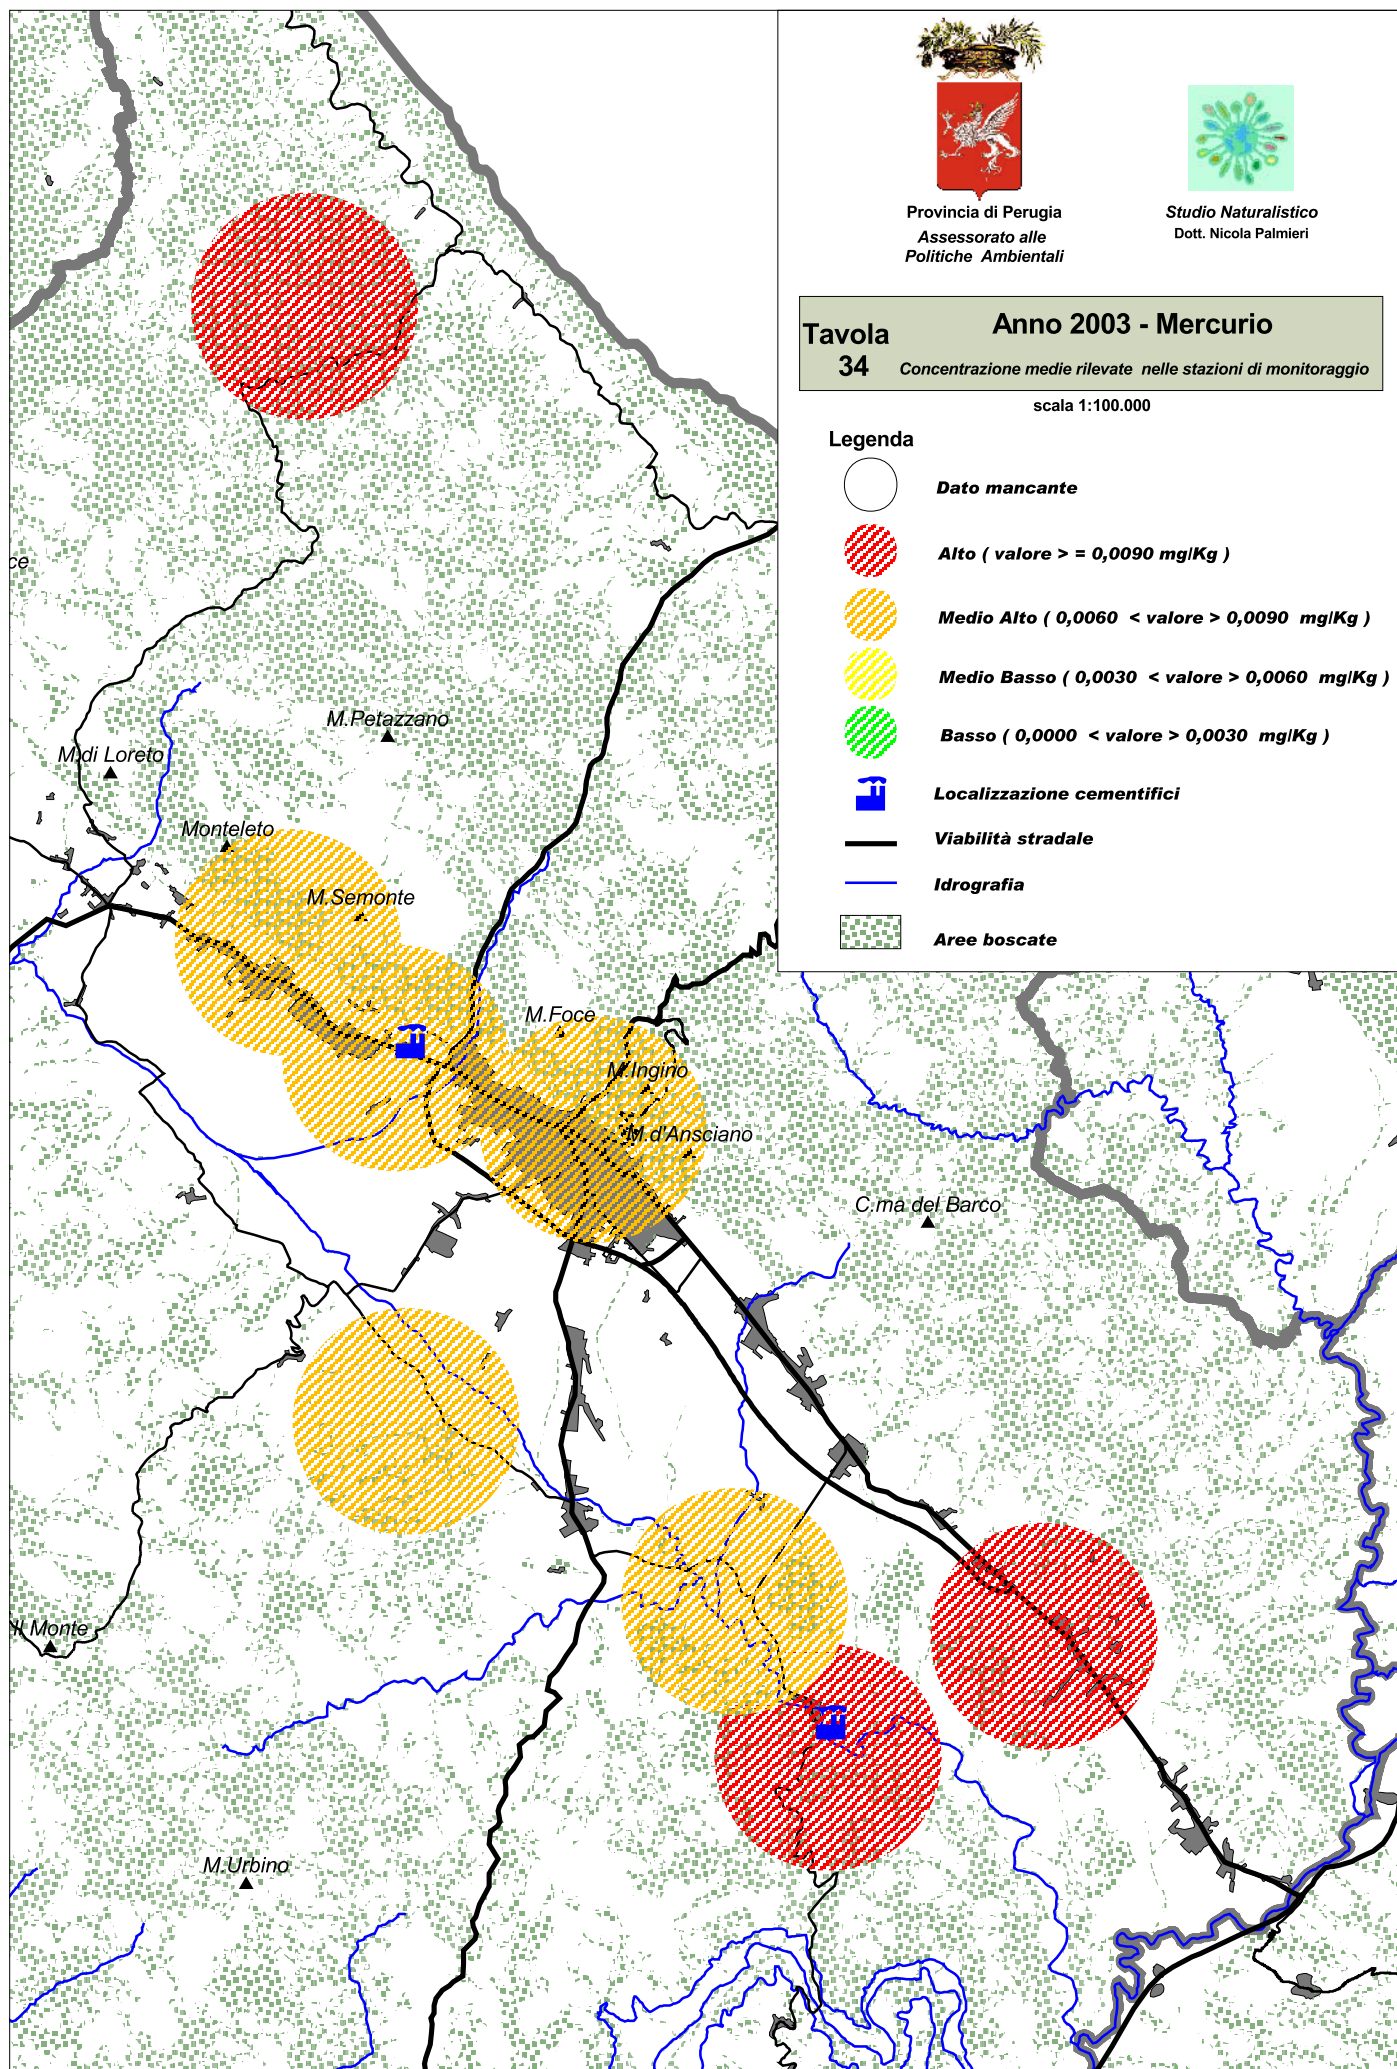 Provincia di Perugia
Assessorato alle
Politiche Ambientali
Studio Naturalistico
Dott. Nicola Palmieri
Tavola
34
Anno 2003 - Mercurio
Concentrazione medie rilevate nelle stazioni di monitoraggio
scala 1:100.000
Legenda
Dato mancante
Alto ( valore > = 0,0090 mg/Kg )
Medio Alto ( 0,0060 < valore > 0,0090 mg/Kg )
Medio Basso ( 0,0030 < valore > 0,0060 mg/Kg )
Basso ( 0,0000 < valore > 0,0030 mg/Kg )
Localizzazione cementifici
Viabilità stradale
Idrografia
Aree boscate
ce
M.Petazzano
M.di Loreto
Monteleto
M.Semonte
M.Foce
M.Ingino
M.d'Ansciano
C.ma del Barco
Il Monte
M.Urbino